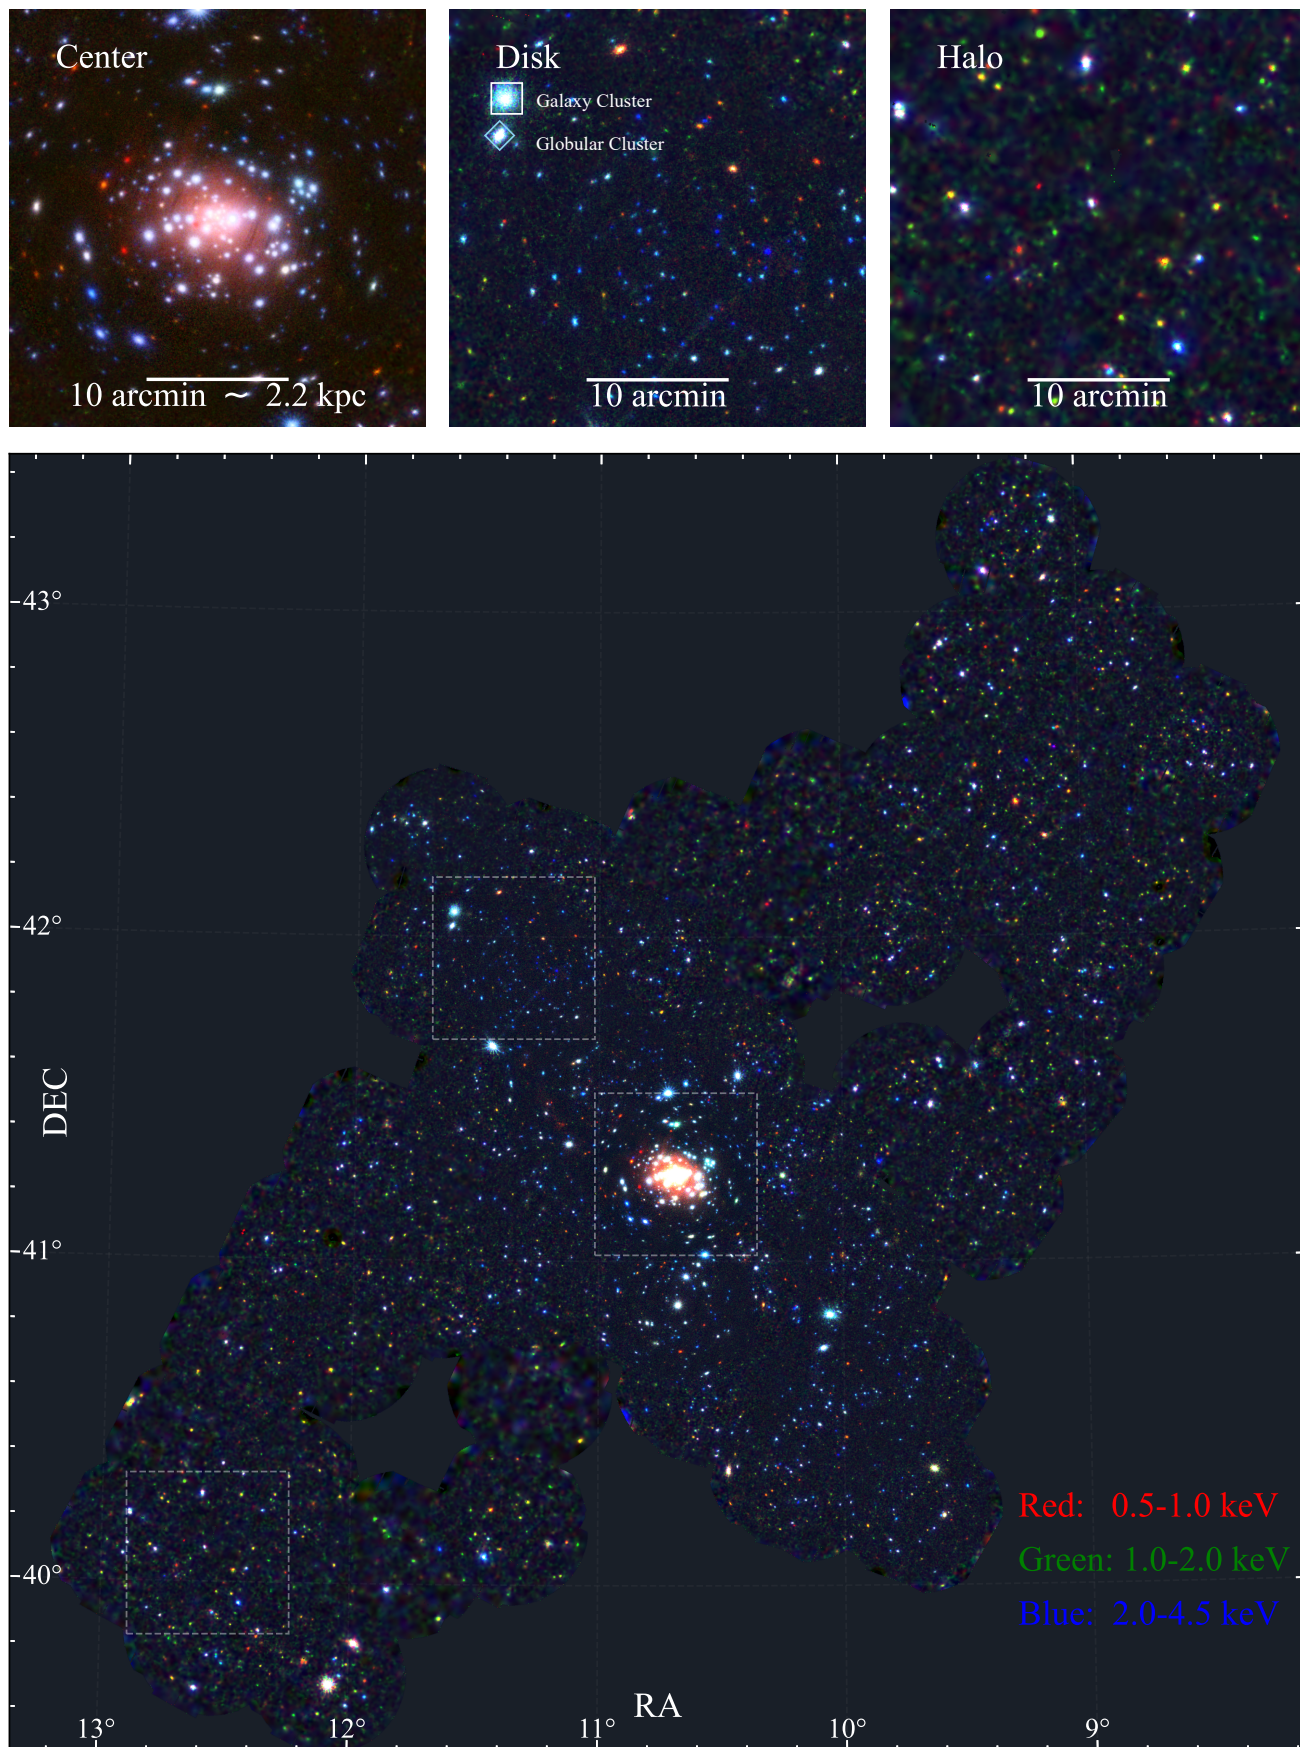 Center
10 arcmin ~ 2.2 kpc
Disk
Galaxy Cluster
Globular Cluster
10 arcmin
Halo
10 arcmin
43°
42°
41°
40°
DEC
Red: 0.5-1.0 keV
Green: 1.0-2.0 keV
Blue: 2.0-4.5 keV
RA
13° 12° 11° 10° 9°